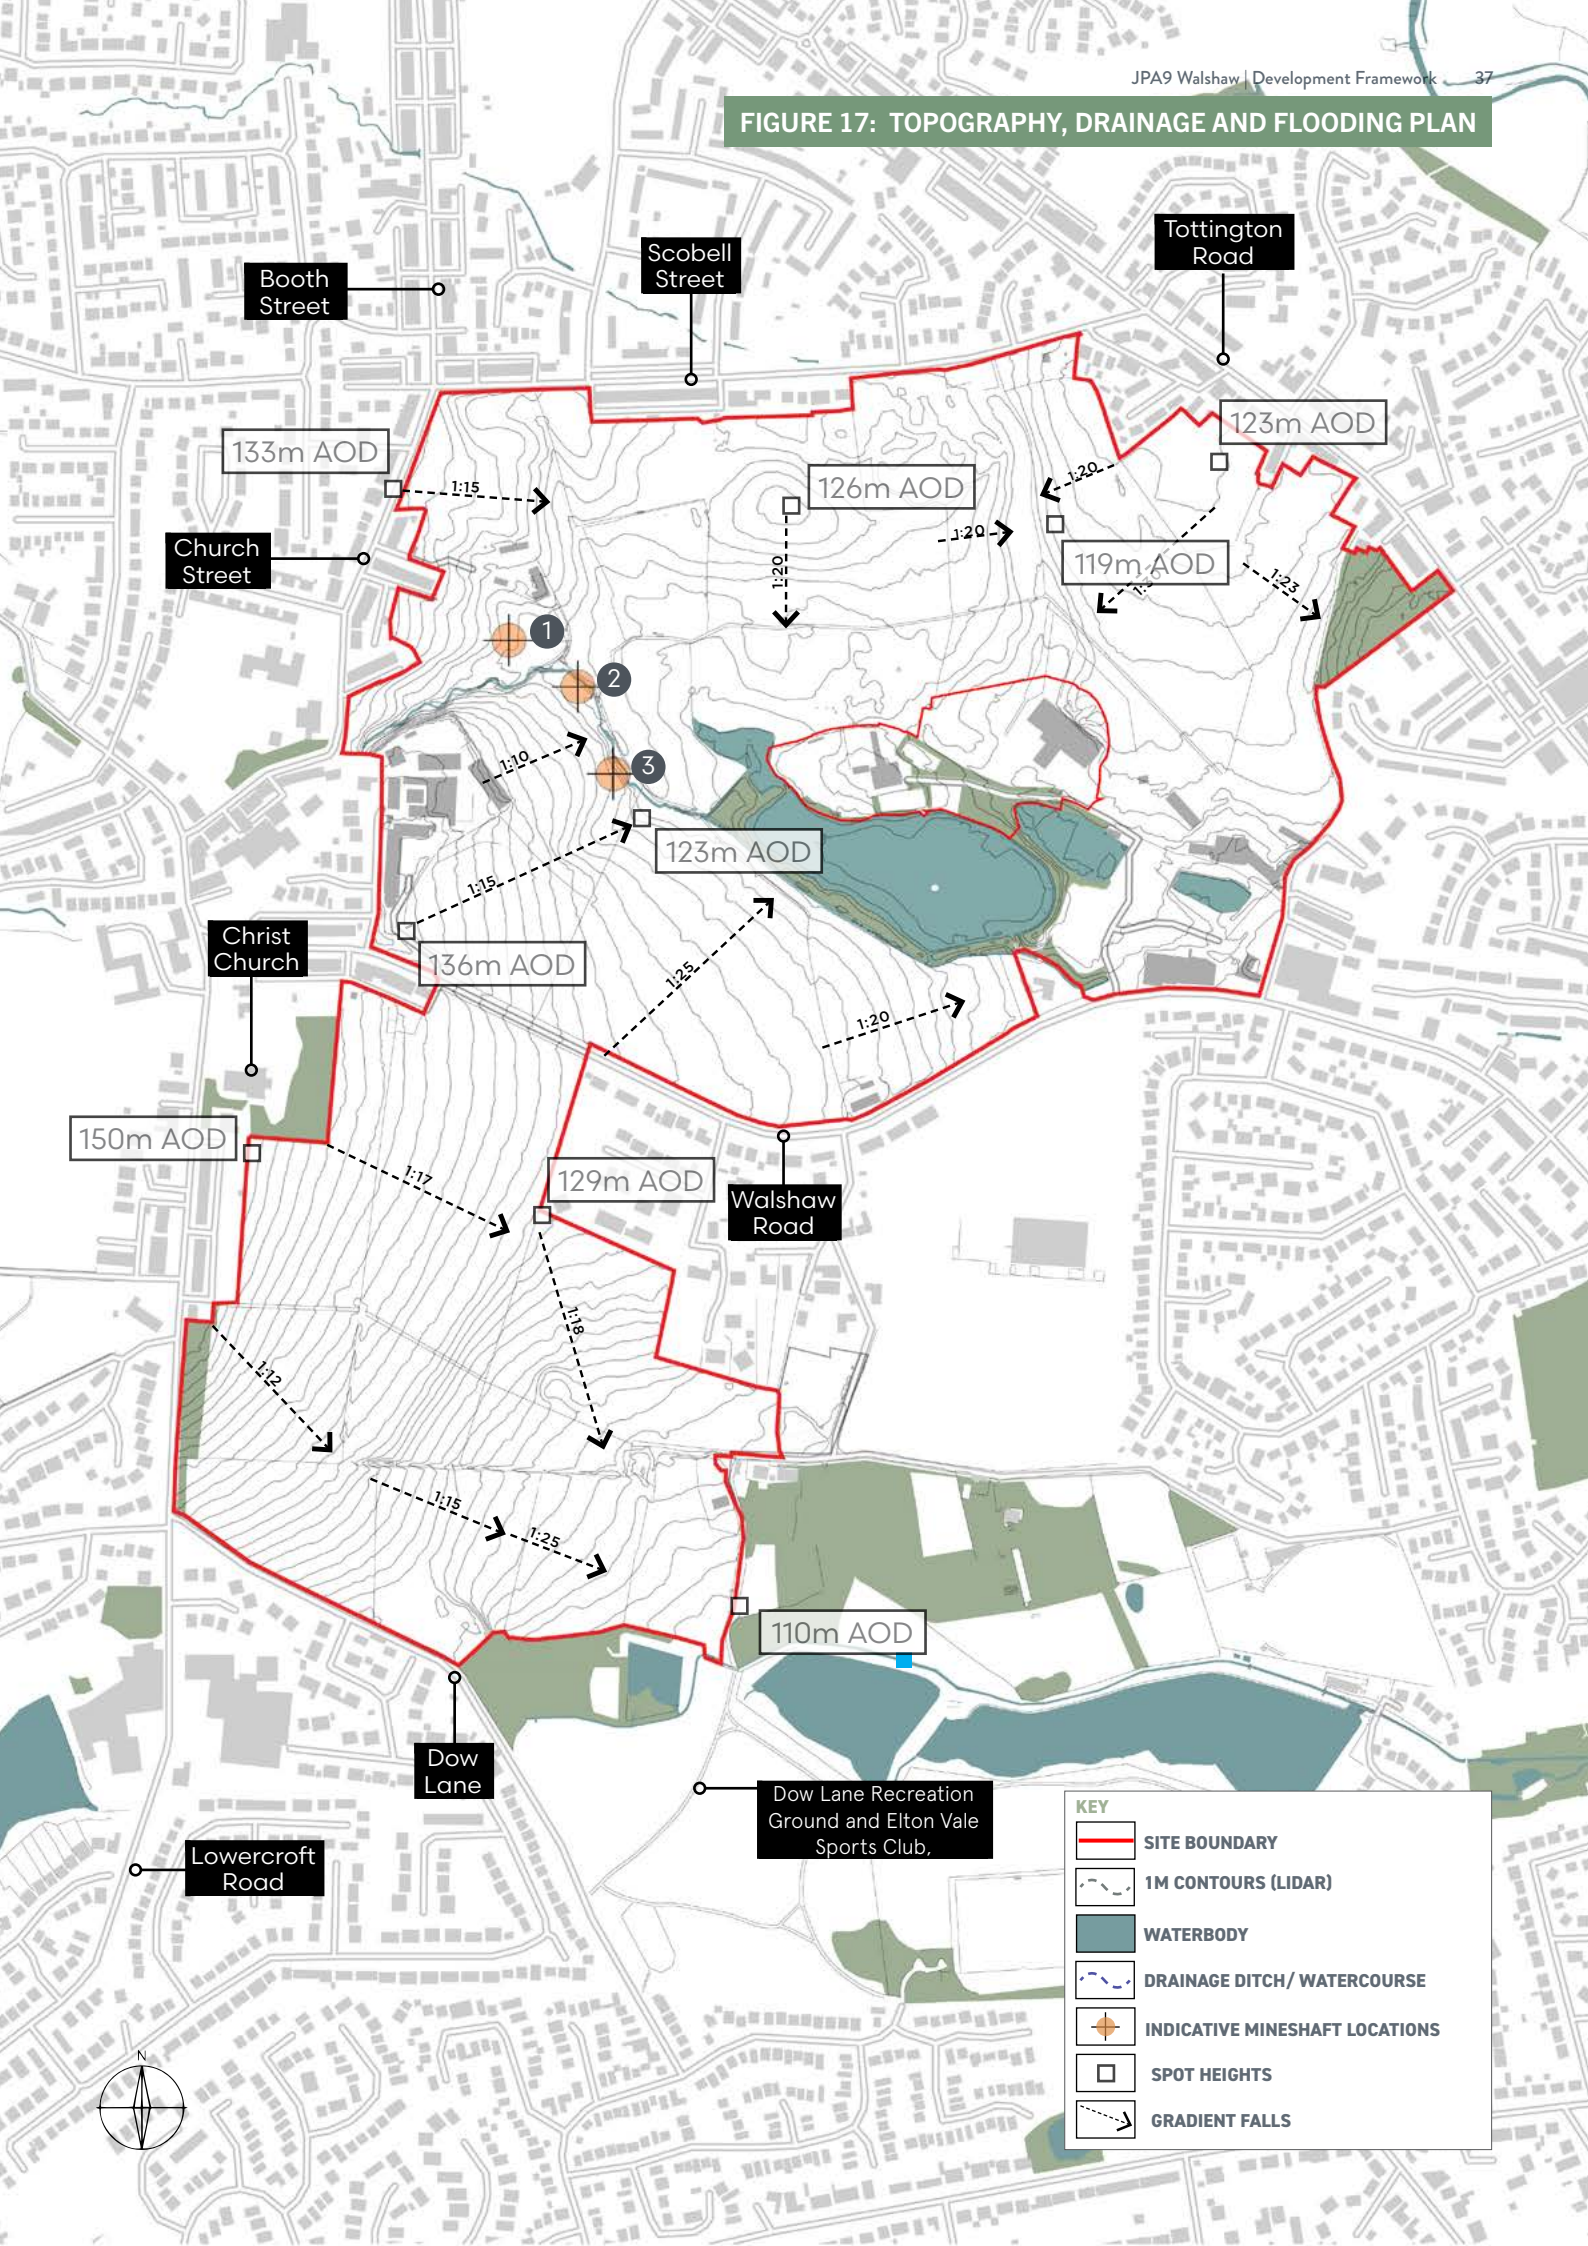 JPA9 Walshaw | Development Framework 37
FIGURE 17: TOPOGRAPHY, DRAINAGE AND FLOODING PLAN
Tottington
Road
Scobell
Street
Booth
Street
123m AOD
133m AOD
1:15
126m AOD
1:20
1:20
1:20
119m AOD
1:23
Church
Street
1
2
3
1:10
123m AOD
1:15
136m AOD
Christ
Church
1:25
1:20
150m AOD
1:17
129m AOD
Walshaw
Road
1:18
1:12
1:15
1:25
110m AOD
Dow
Lane
Dow Lane Recreation
Ground and Elton Vale
Sports Club,
Lowercroft
Road
KEY
SITE BOUNDARY
1M CONTOURS (LIDAR)
WATERBODY
DRAINAGE DITCH/ WATERCOURSE
INDICATIVE MINESHAFT LOCATIONS
SPOT HEIGHTS
GRADIENT FALLS
N